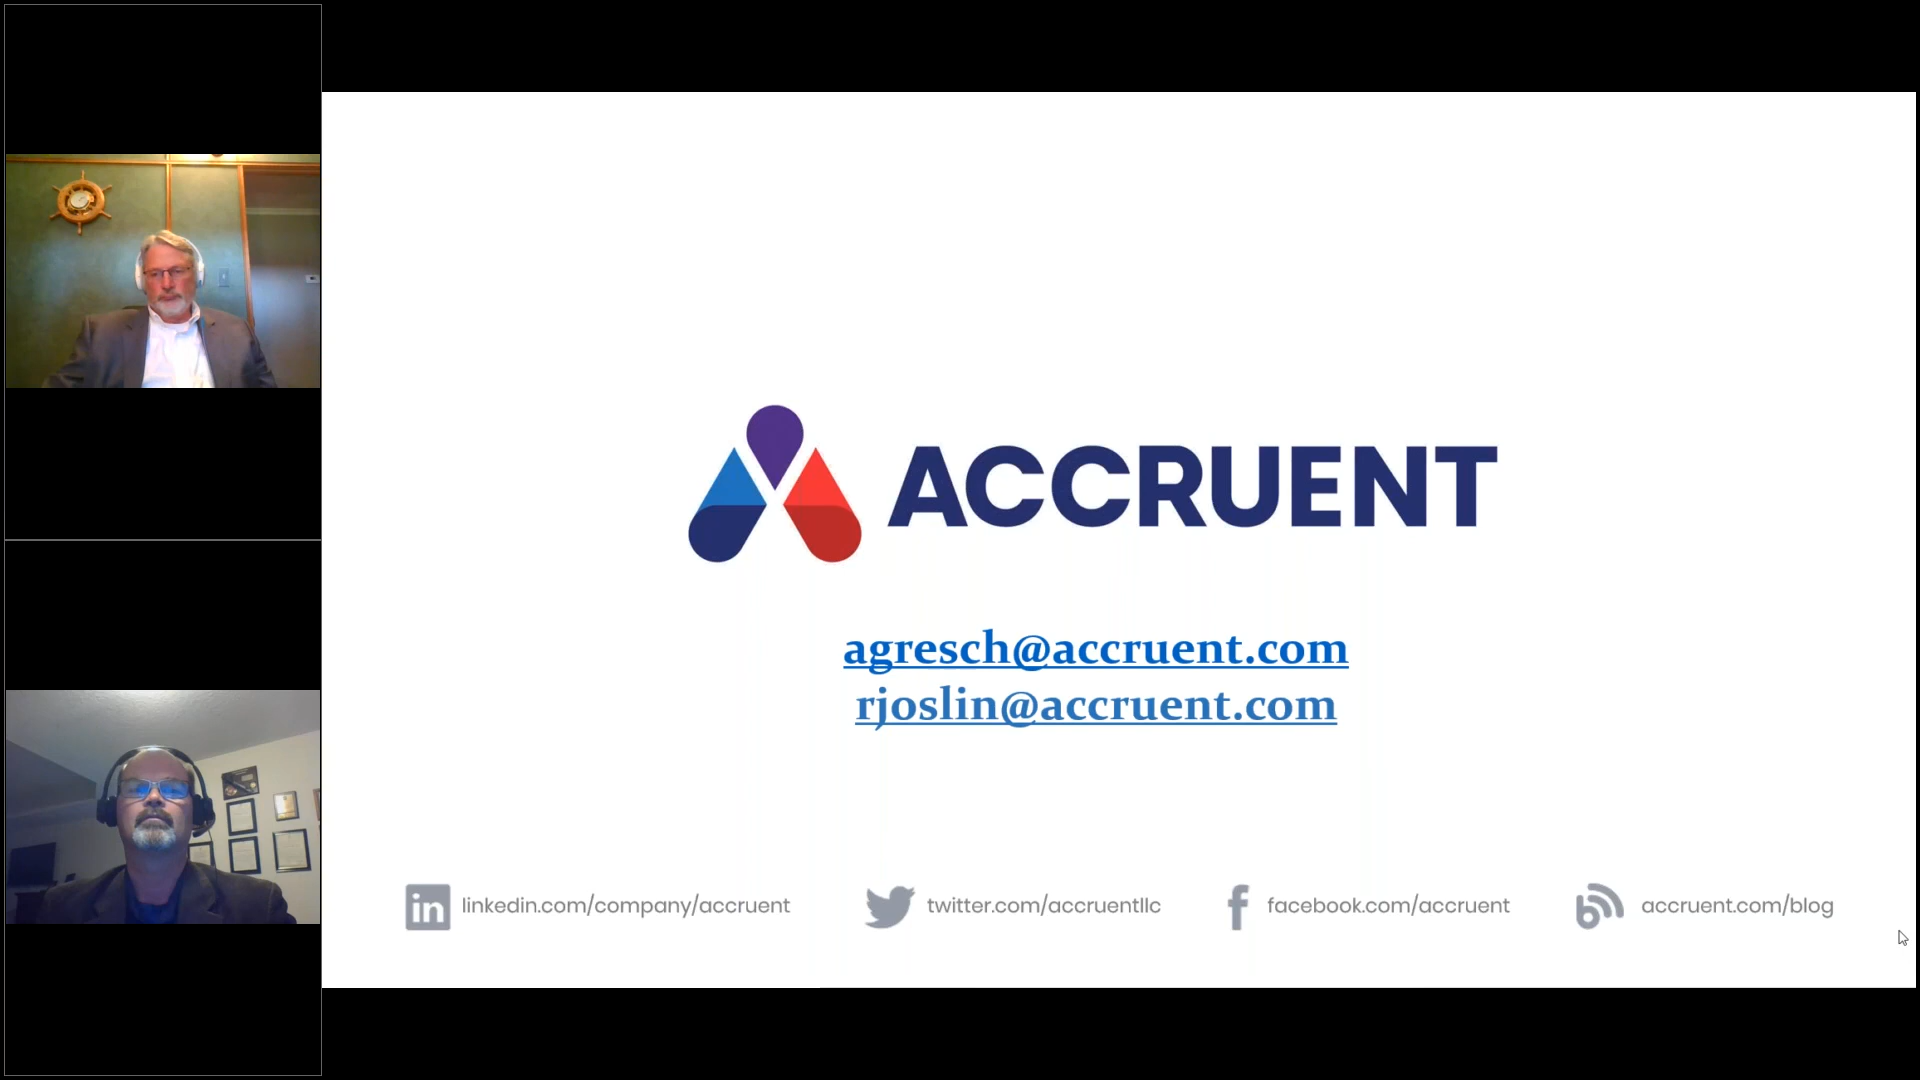 ACCRUENT
agresch@accruent.com
rjoslin@accruent.com
in linkedin.com/company/accruent
twitter.com/accruentllc
f facebook.com/accruent
b accruent.com/blog